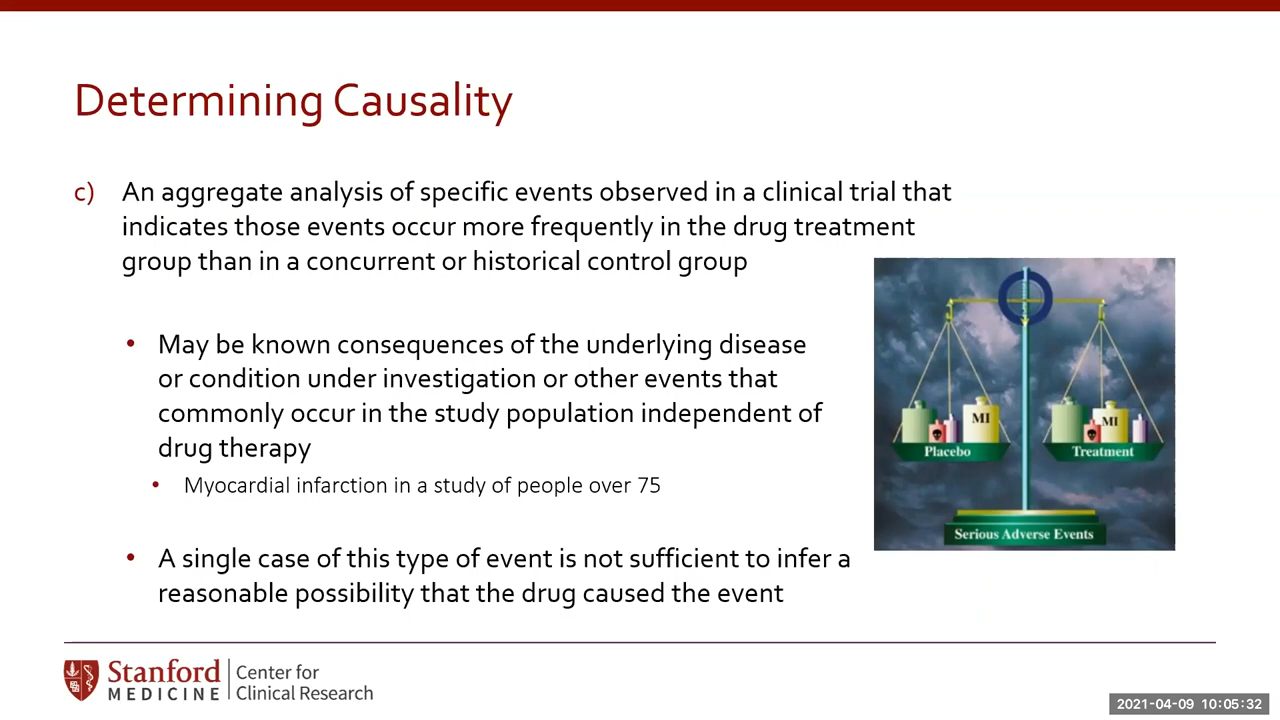 Determining Causality
c) An aggregate analysis of specific events observed in a clinical trial that
indicates those events occur more frequently in the drug treatment
group than in a concurrent or historical control group
• May be known consequences of the underlying disease
or condition under investigation or other events that
commonly occur in the study population independent of
drug therapy
• Myocardial infarction in a study of people over 75
• A single case of this type of event is not sufficient to infer a
reasonable possibility that the drug caused the event
MI
MI
Placebo
Treatment
Serious Adverse Events
Stanford
MEDICINE
Center for
Clinical Research
2021-04-09 10:05:32